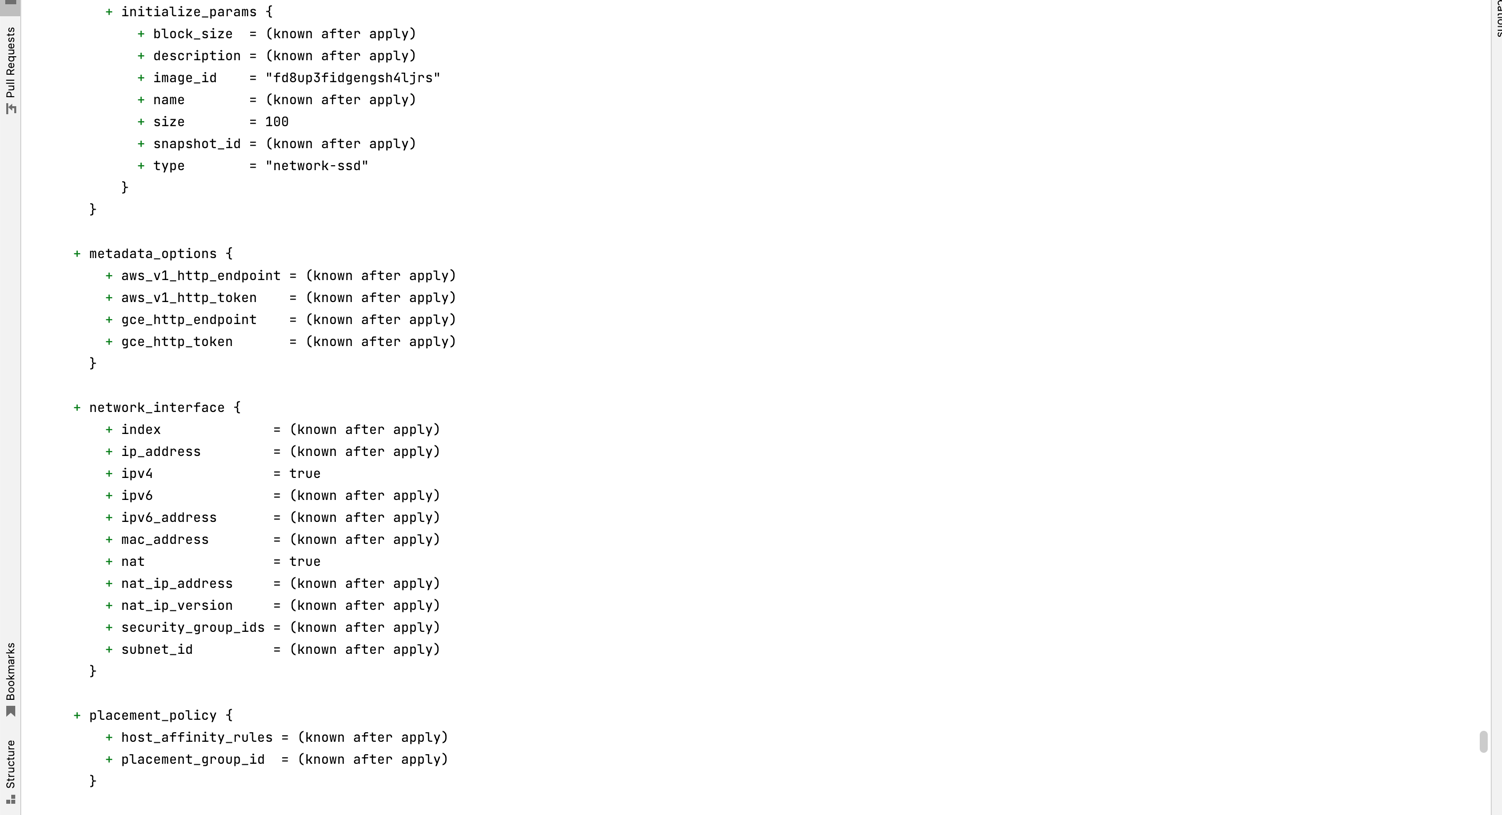 + initialize_params {
+ block_size = (known after apply)
+ description = (known after apply)
+ image_id = "fd8up3fidgengsh4ljrs"
+ name = (known after apply)
+ size = 100
+ snapshot_id = (known after apply)
+ type = "network-ssd"
}
}
+ metadata_options {
+ aws_v1_http_endpoint = (known after apply)
+ aws_v1_http_token = (known after apply)
+ gce_http_endpoint = (known after apply)
+ gce_http_token = (known after apply)
}
+ network_interface {
+ index = (known after apply)
+ ip_address = (known after apply)
+ ipv4 = true
+ ipv6 = (known after apply)
+ ipv6_address = (known after apply)
+ mac_address = (known after apply)
+ nat = true
+ nat_ip_address = (known after apply)
+ nat_ip_version = (known after apply)
+ security_group_ids = (known after apply)
+ subnet_id = (known after apply)
}
+ placement_policy {
+ host_affinity_rules = (known after apply)
+ placement_group_id = (known after apply)
}
Pull Requests
Bookmarks
Structure